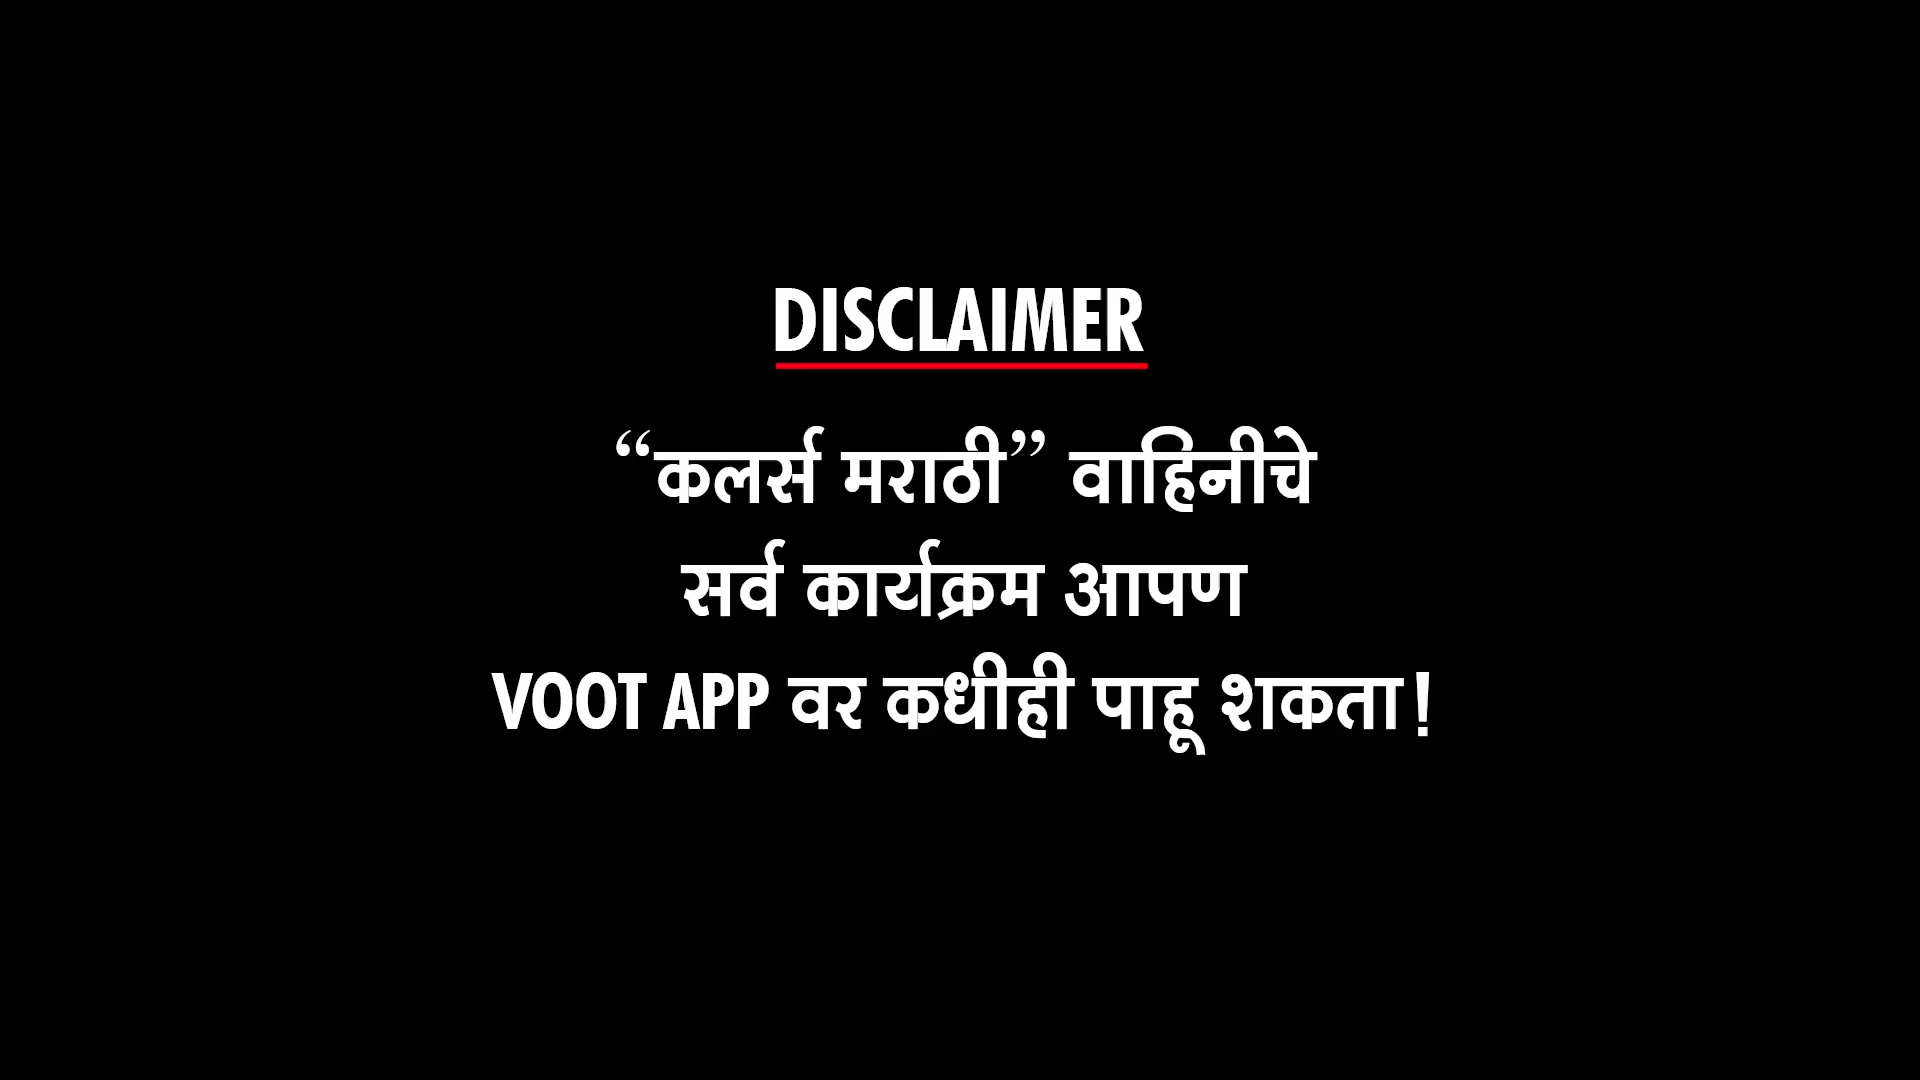 DISCLAIMER
“कलर्स मराठी” वाहिनीचे
सर्व कार्यक्रम आपण
VOOT APP वर कधीही पाहू शकता!